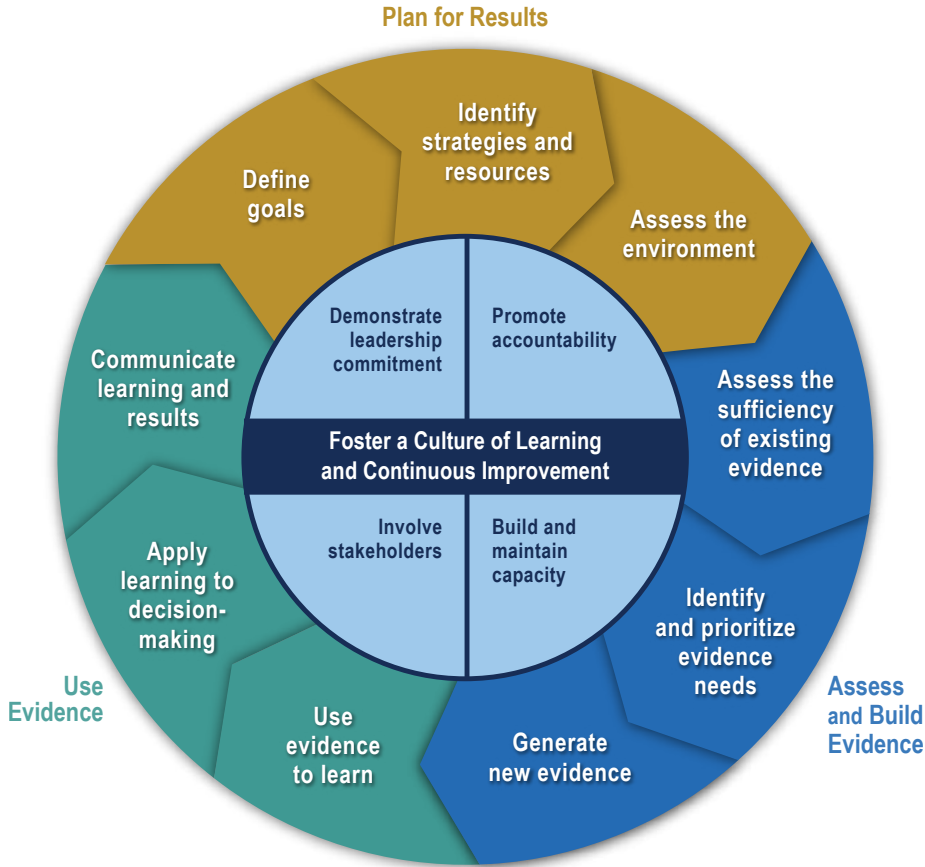 Plan for Results
Identify
strategies and
resources
Define
goals
Assess the
environment
Demonstrate
leadership
commitment
Promote
accountability
Communicate
learning and
results
Assess the
sufficiency
of existing
evidence
Foster a Culture of Learning
and Continuous Improvement
Involve
stakeholders
Build and
maintain
capacity
Apply
learning to
decision-
making
Identify
and prioritize
evidence
needs
Use
Evidence
Assess
and Build
Evidence
Use
evidence
to learn
Generate
new evidence